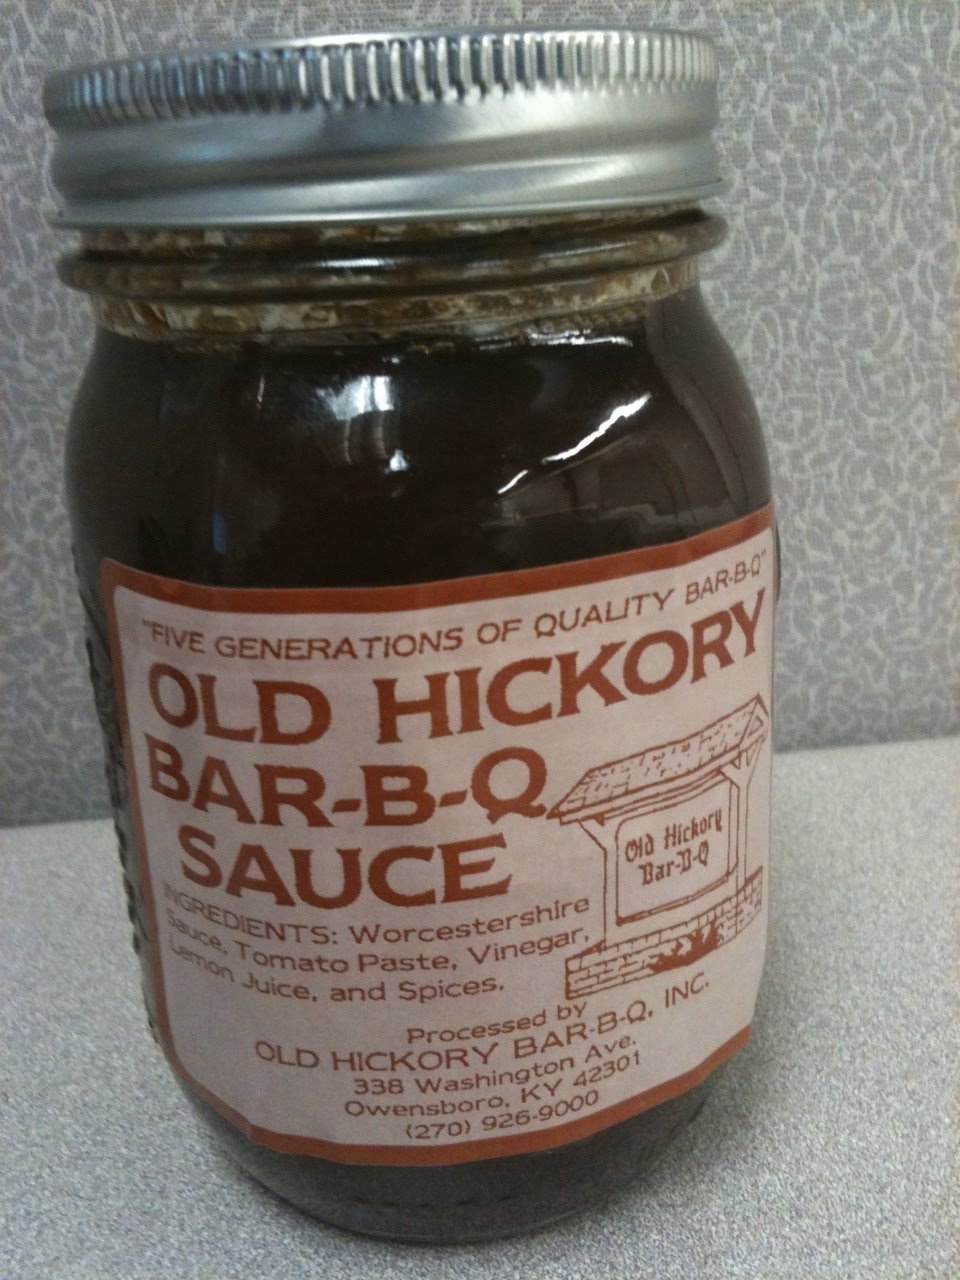 "FIVE GENERATIONS OF QUALITY BAR-B-Q"
OLD HICKORY
BAR-B-Q
SAUCE
Old Hickory
Bar-B-Q
INGREDIENTS: Worcestershire
Sauce, Tomato Paste, Vinegar,
Lemon Juice, and Spices.
Processed by
OLD HICKORY BAR-B-Q, INC.
338 Washington Ave.
Owensboro, KY 42301
(270) 926-9000